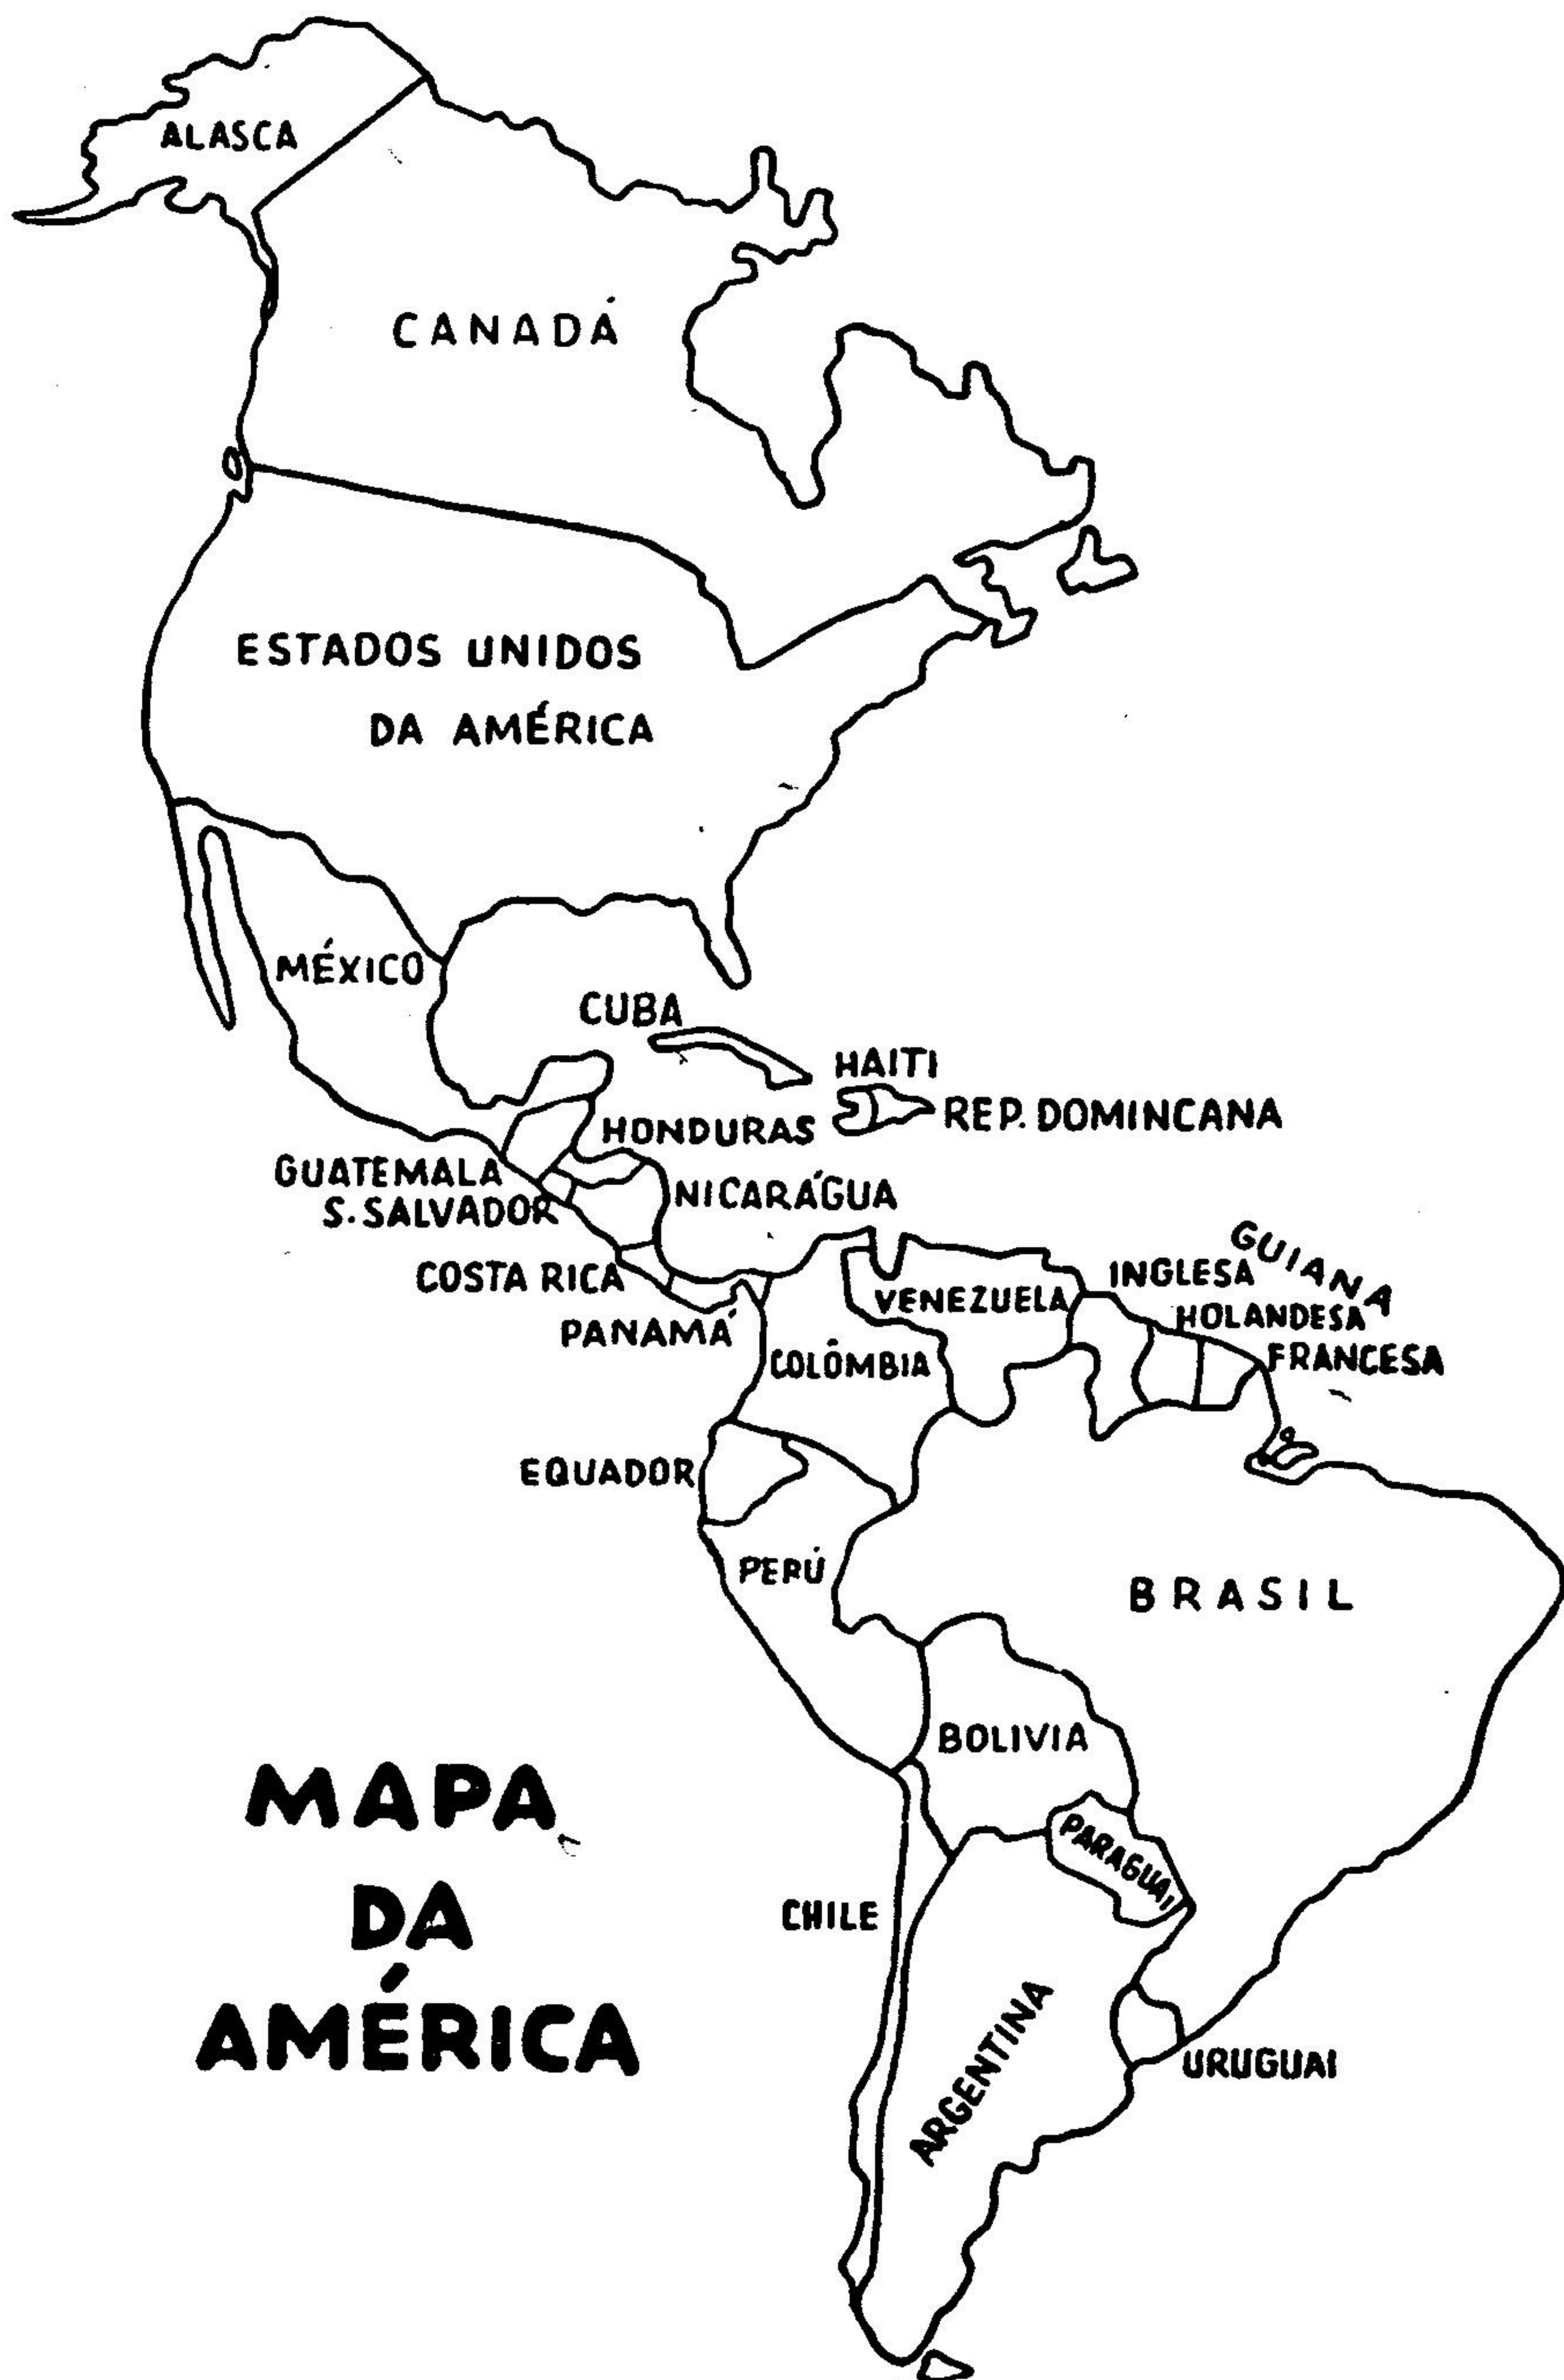 ALASCA
CANADÁ
ESTADOS UNIDOS
DA AMÉRICA
MÉXICO
CUBA
HAITI
REP. DOMINCANA
HONDURAS
GUATEMALA
S. SALVADOR
NICARÁGUA
COSTA RICA
PANAMÁ
VENEZUELA
GUIANA
INGLESA
HOLANDESA
FRANCESA
COLÔMBIA
EQUADOR
PERÚ
BRASIL
BOLIVIA
PARAGUAI
CHILE
ARGENTINA
URUGUAI
MAPA
DA
AMÉRICA